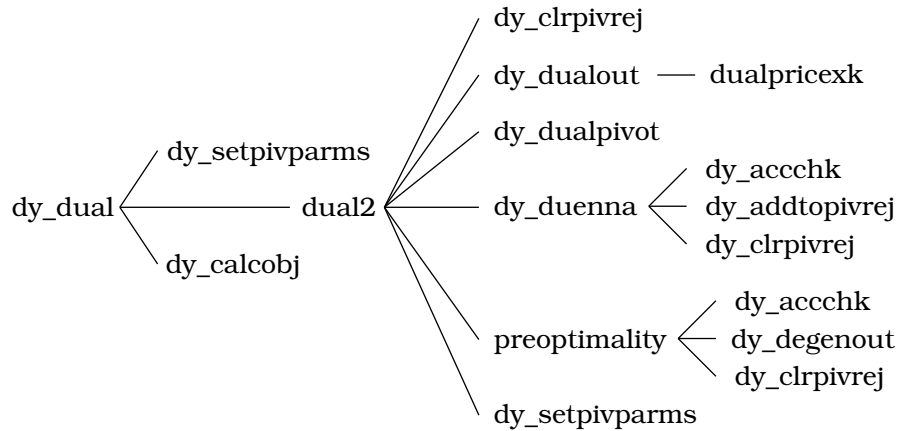 dy_clrpivrej
dy_dualout
dualpricexk
dy_dualpivot
dy_setpivparms
dy_accchk
dy_dual
dual2
dy_duenna
dy_addtopivrej
dy_clrpivrej
dy_calcobj
dy_accchk
preoptimality
dy_degenout
dy_clrpivrej
dy_setpivparms